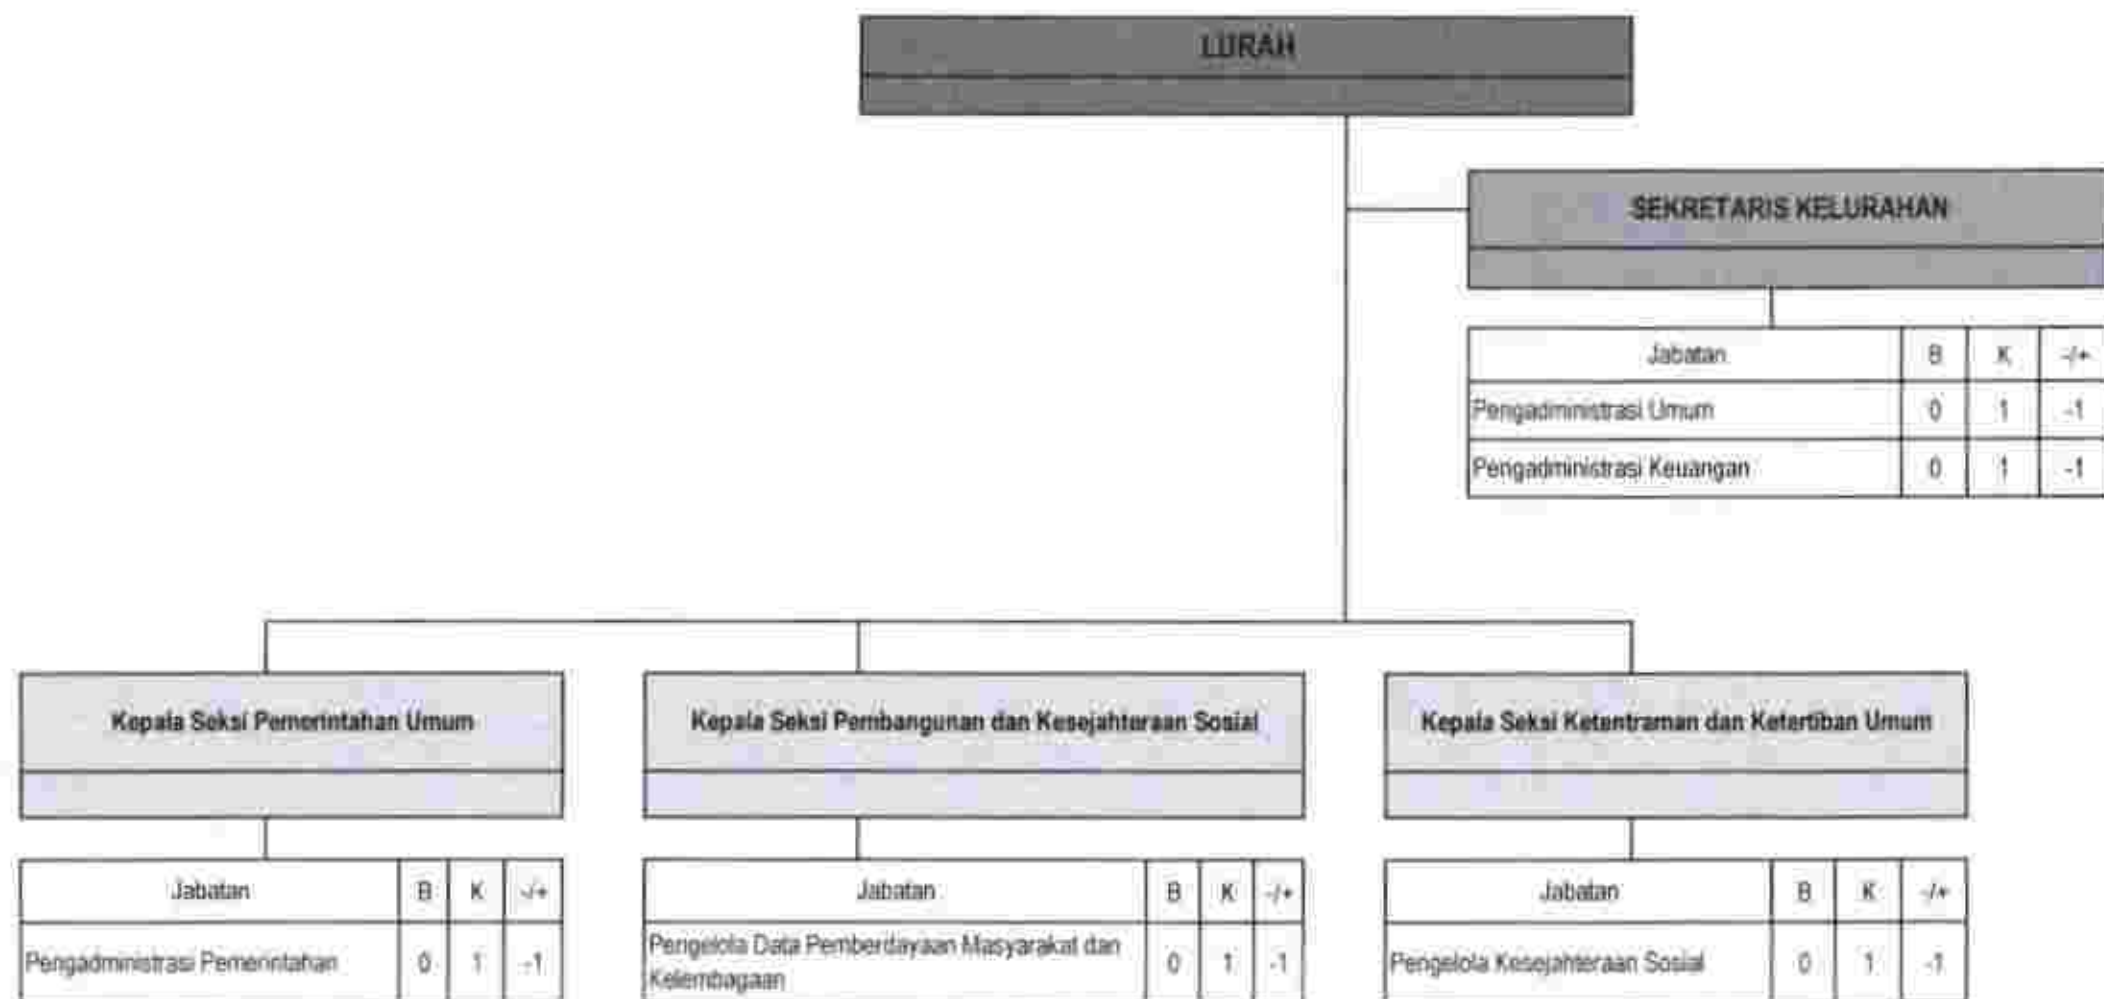 LURAH
SEKRETARIS KELURAHAN
Jabatan B K -/+
Pengadministrasi Umum 0 1 -1
Pengadministrasi Keuangan 0 1 -1
Kepala Seksi Pemerintahan Umum
Kepala Seksi Pembangunan dan Kesejahteraan Sosial
Kepala Seksi Ketentraman dan Ketertiban Umum
Jabatan B K -/+
Pengadministrasi Pemerintahan 0 1 -1
Jabatan B K -/+
Pengelola Data Pemberdayaan Masyarakat dan
Kelembagaan 0 1 -1
Jabatan B K -/+
Pengelola Kesejahteraan Sosial 0 1 -1